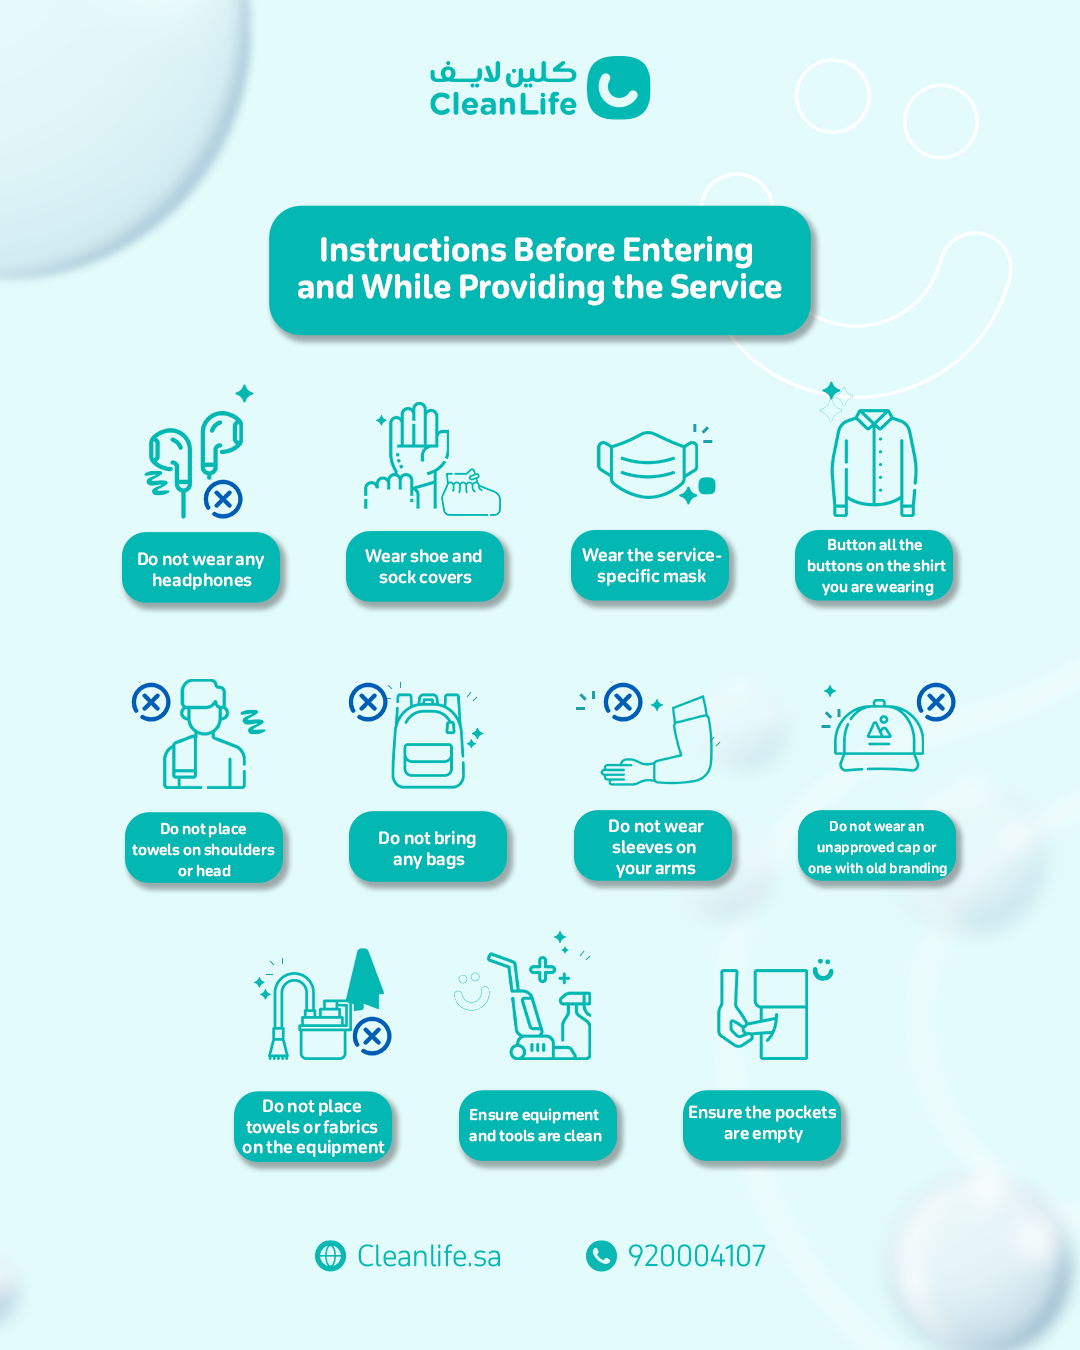 كلين لايف
CleanLife
Instructions Before Entering
and While Providing the Service
Do not wear any
headphones
Wear shoe and
sock covers
Wear the service-
specific mask
Button all the
buttons on the shirt
you are wearing
Do not place
towels on shoulders
or head
Do not bring
any bags
Do not wear
sleeves on
your arms
Do not wear an
unapproved cap or
one with old branding
Do not place
towels or fabrics
on the equipment
Ensure equipment
and tools are clean
Ensure the pockets
are empty
Cleanlife.sa
920004107